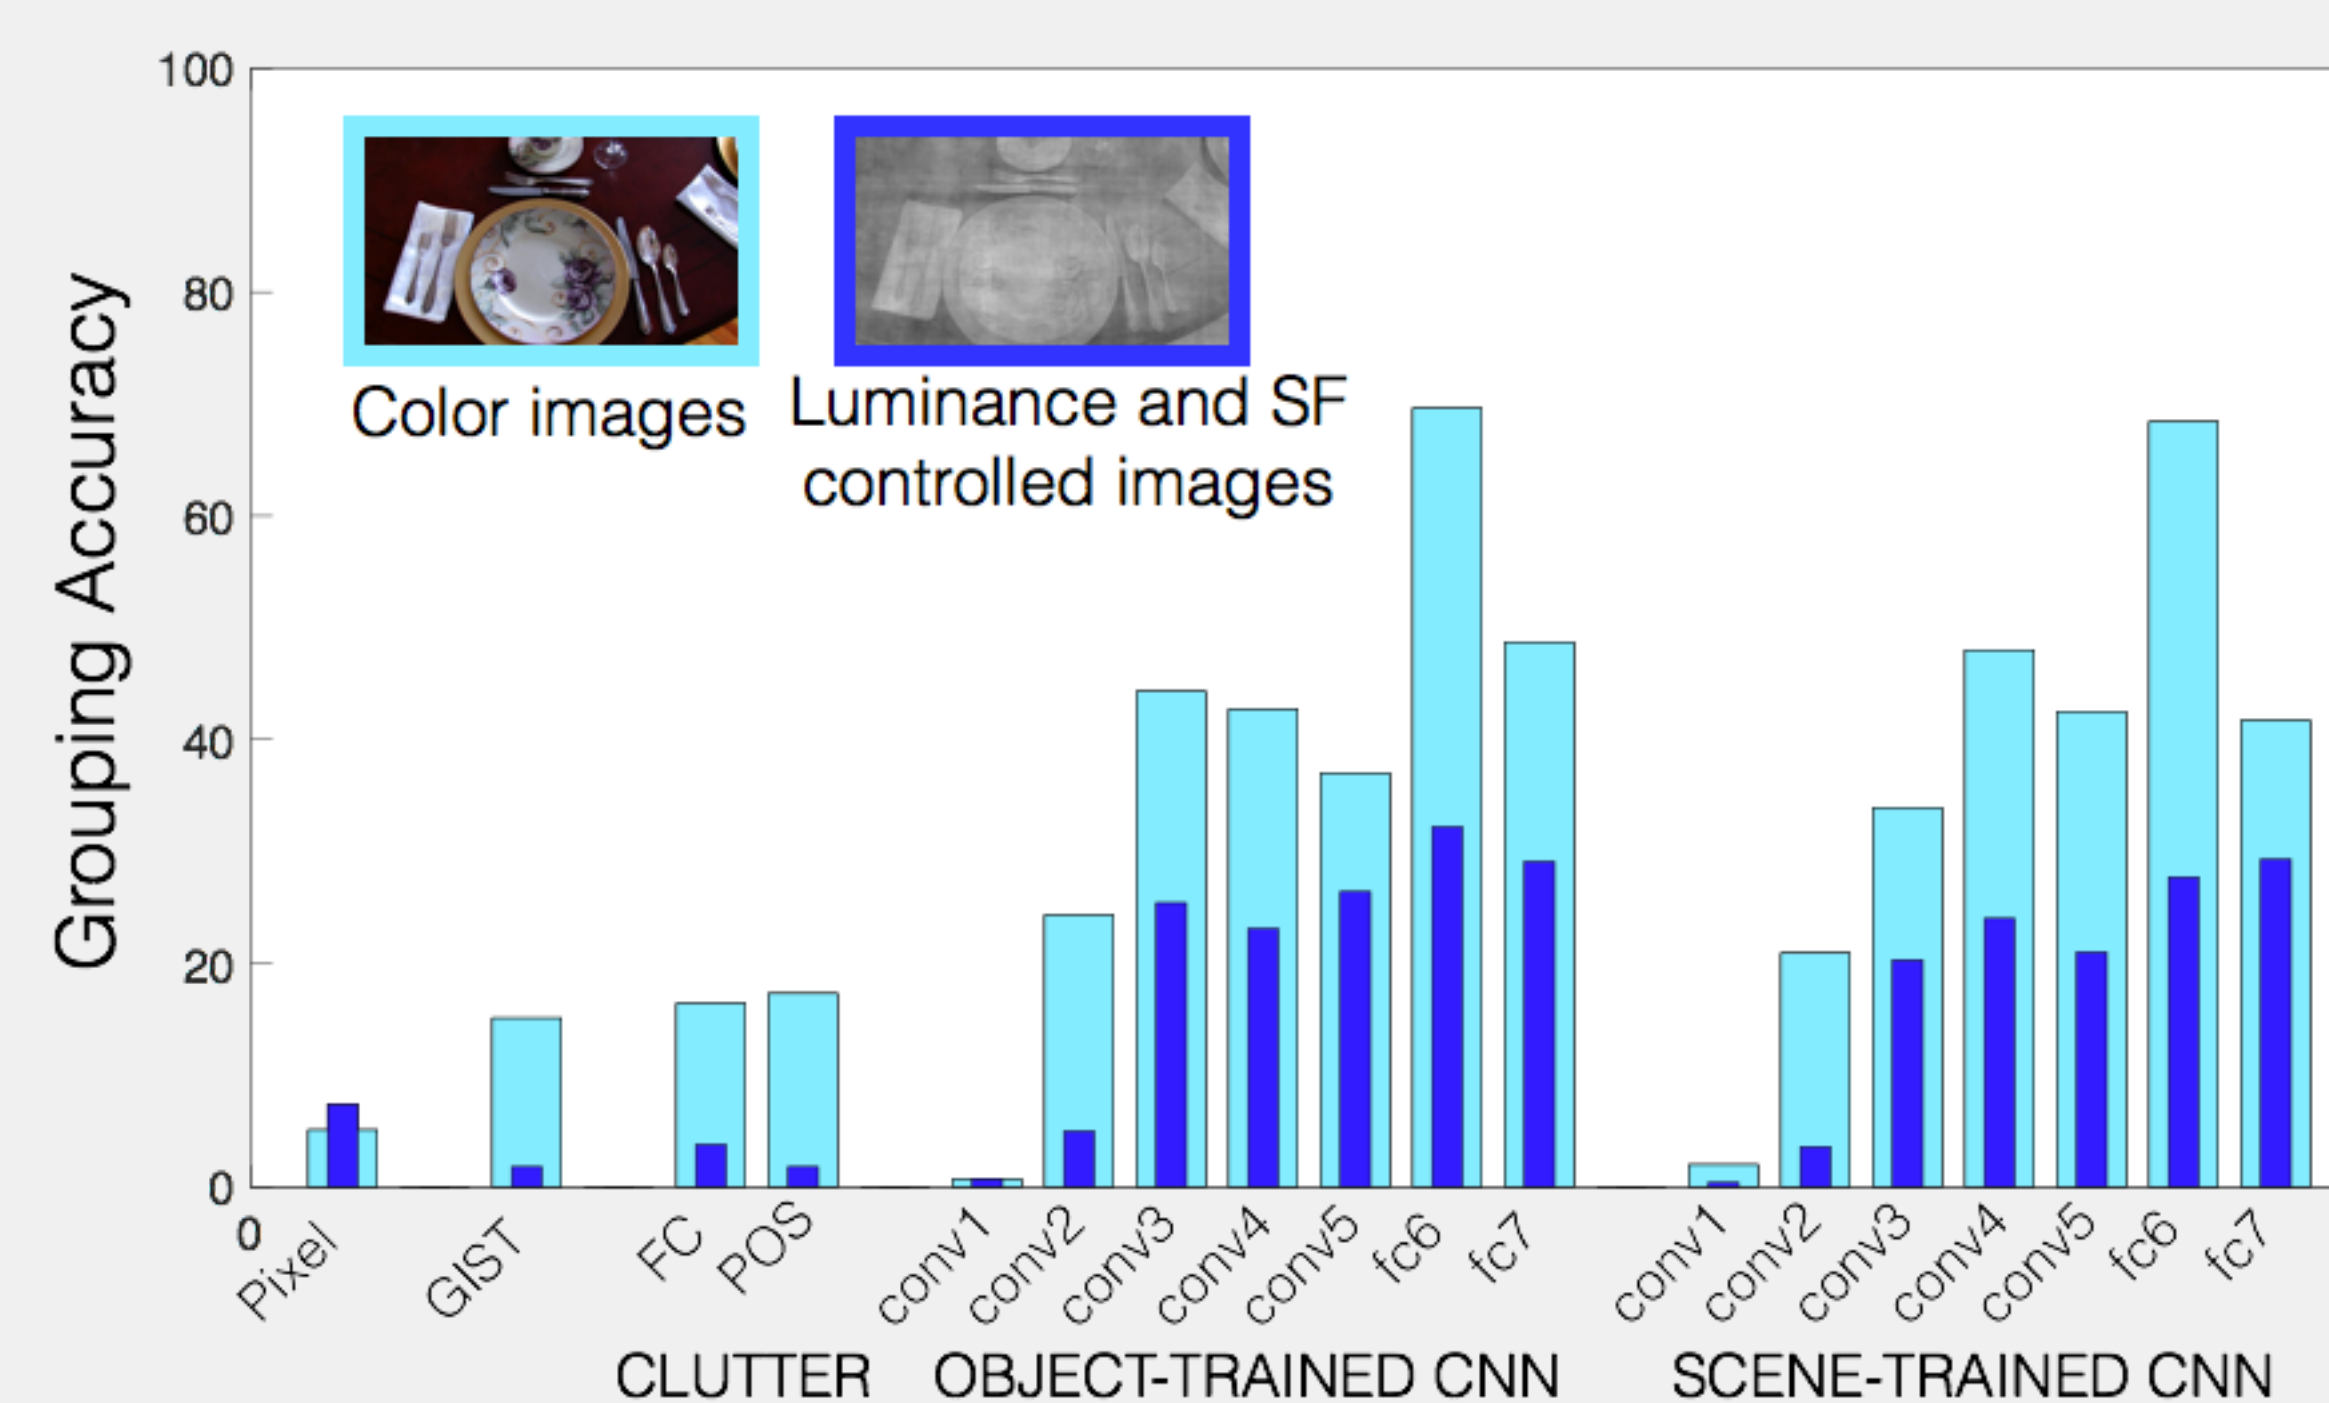 100
80
60
40
20
0
Grouping Accuracy
Color images
Luminance and SF
controlled images
0
Pixel
GIST
FC
POS
conv1
conv2
conv3
conv4
conv5
fc6
fc7
conv1
conv2
conv3
conv4
conv5
fc6
fc7
CLUTTER
OBJECT-TRAINED CNN
SCENE-TRAINED CNN